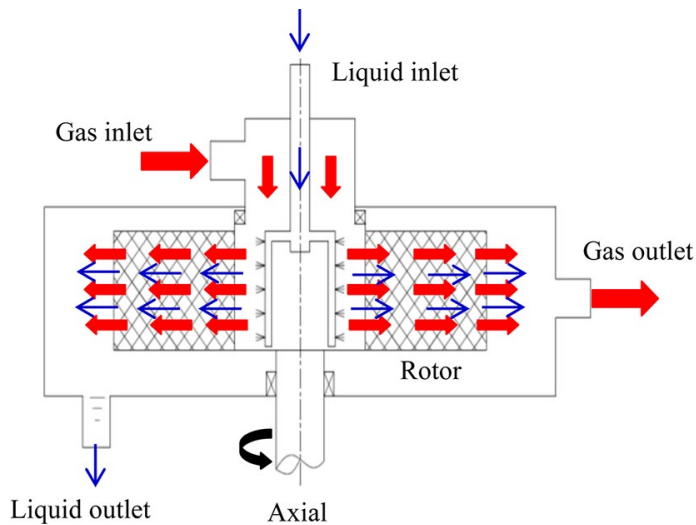 Liquid inlet
Gas inlet
Gas outlet
Rotor
Liquid outlet
Axial